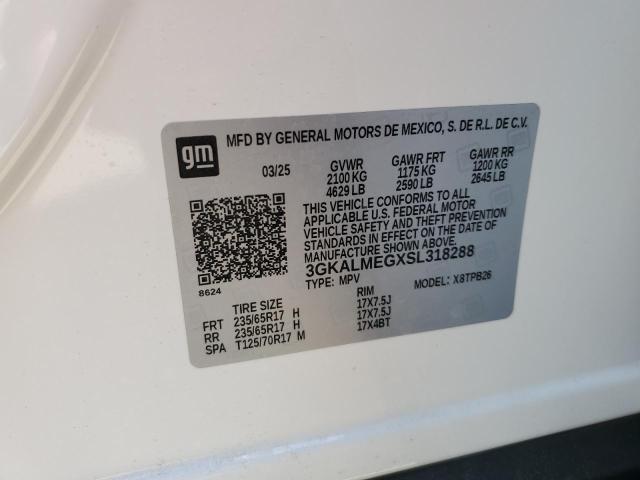 gm
MFD BY GENERAL MOTORS DE MEXICO, S. DE R.L. DE C.V.
03/25 GVWR GAWR FRT GAWR RR
2100 KG 1175 KG 1200 KG
4629 LB 2590 LB 2645 LB
THIS VEHICLE CONFORMS TO ALL
APPLICABLE U.S. FEDERAL MOTOR
VEHICLE SAFETY AND THEFT PREVENTION
STANDARDS IN EFFECT ON THE DATE OF
MANUFACTURE SHOWN ABOVE.
3GKALMEGXSL318288
8624
TYPE: MPV MODEL: X8TPB26
TIRE SIZE RIM
FRT 235/65R17 H 17X7.5J
RR 235/65R17 H 17X7.5J
SPA T125/70R17 M 17X4BT